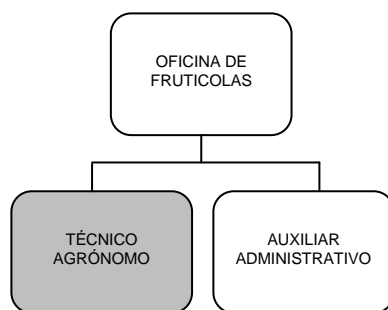 OFICINA DE
FRUTICOLAS
TÉCNICO
AGRÓNOMO
AUXILIAR
ADMINISTRATIVO